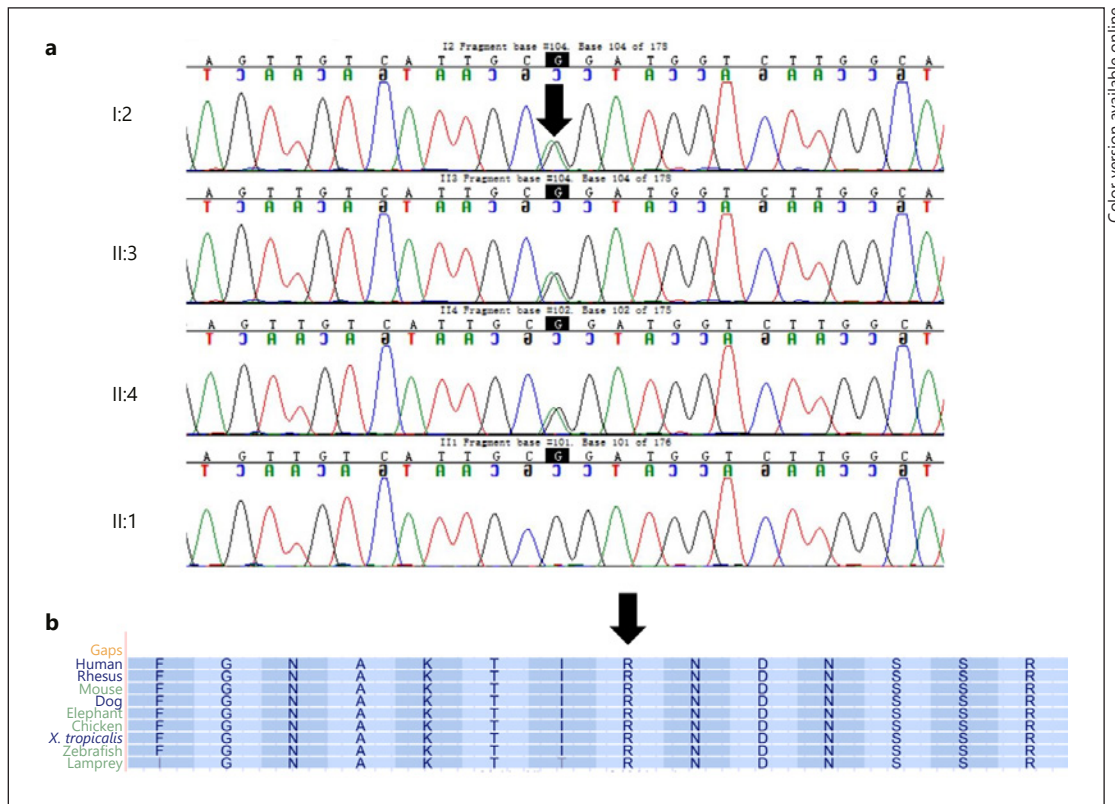 Color version available online
a
I2 Fragment base #104. Base 104 of 178
A G T T G T C A T T G C G G A T G G T C T T G G C A
T C A A C A G T A A C G C C T A C C A G A A C C G T
I:2
II3 Fragment base #104. Base 104 of 178
A G T T G T C A T T G C G G A T G G T C T T G G C A
T C A A C A G T A A C G C C T A C C A G A A C C G T
II:3
II4 Fragment base #102. Base 102 of 175
A G T T G T C A T T G C G G A T G G T C T T G G C A
T C A A C A G T A A C G C C T A C C A G A A C C G T
II:4
II1 Fragment base #101. Base 101 of 176
A G T T G T C A T T G C G G A T G G T C T T G G C A
T C A A C A G T A A C G C C T A C C A G A A C C G T
II:1
b
Gaps
Human F G N A K T I R N D N S S R
Rhesus F G N A K T I R N D N S S R
Mouse F G N A K T I R N D N S S R
Dog F G N A K T I R N D N S S R
Elephant F G N A K T I R N D N S S R
Chicken F G N A K T I R N D N S S R
X. tropicalis F G N A K T I R N D N S S R
Zebrafish F G N A K T I R N D N S S R
Lamprey I G N A K T T R N D N S S R